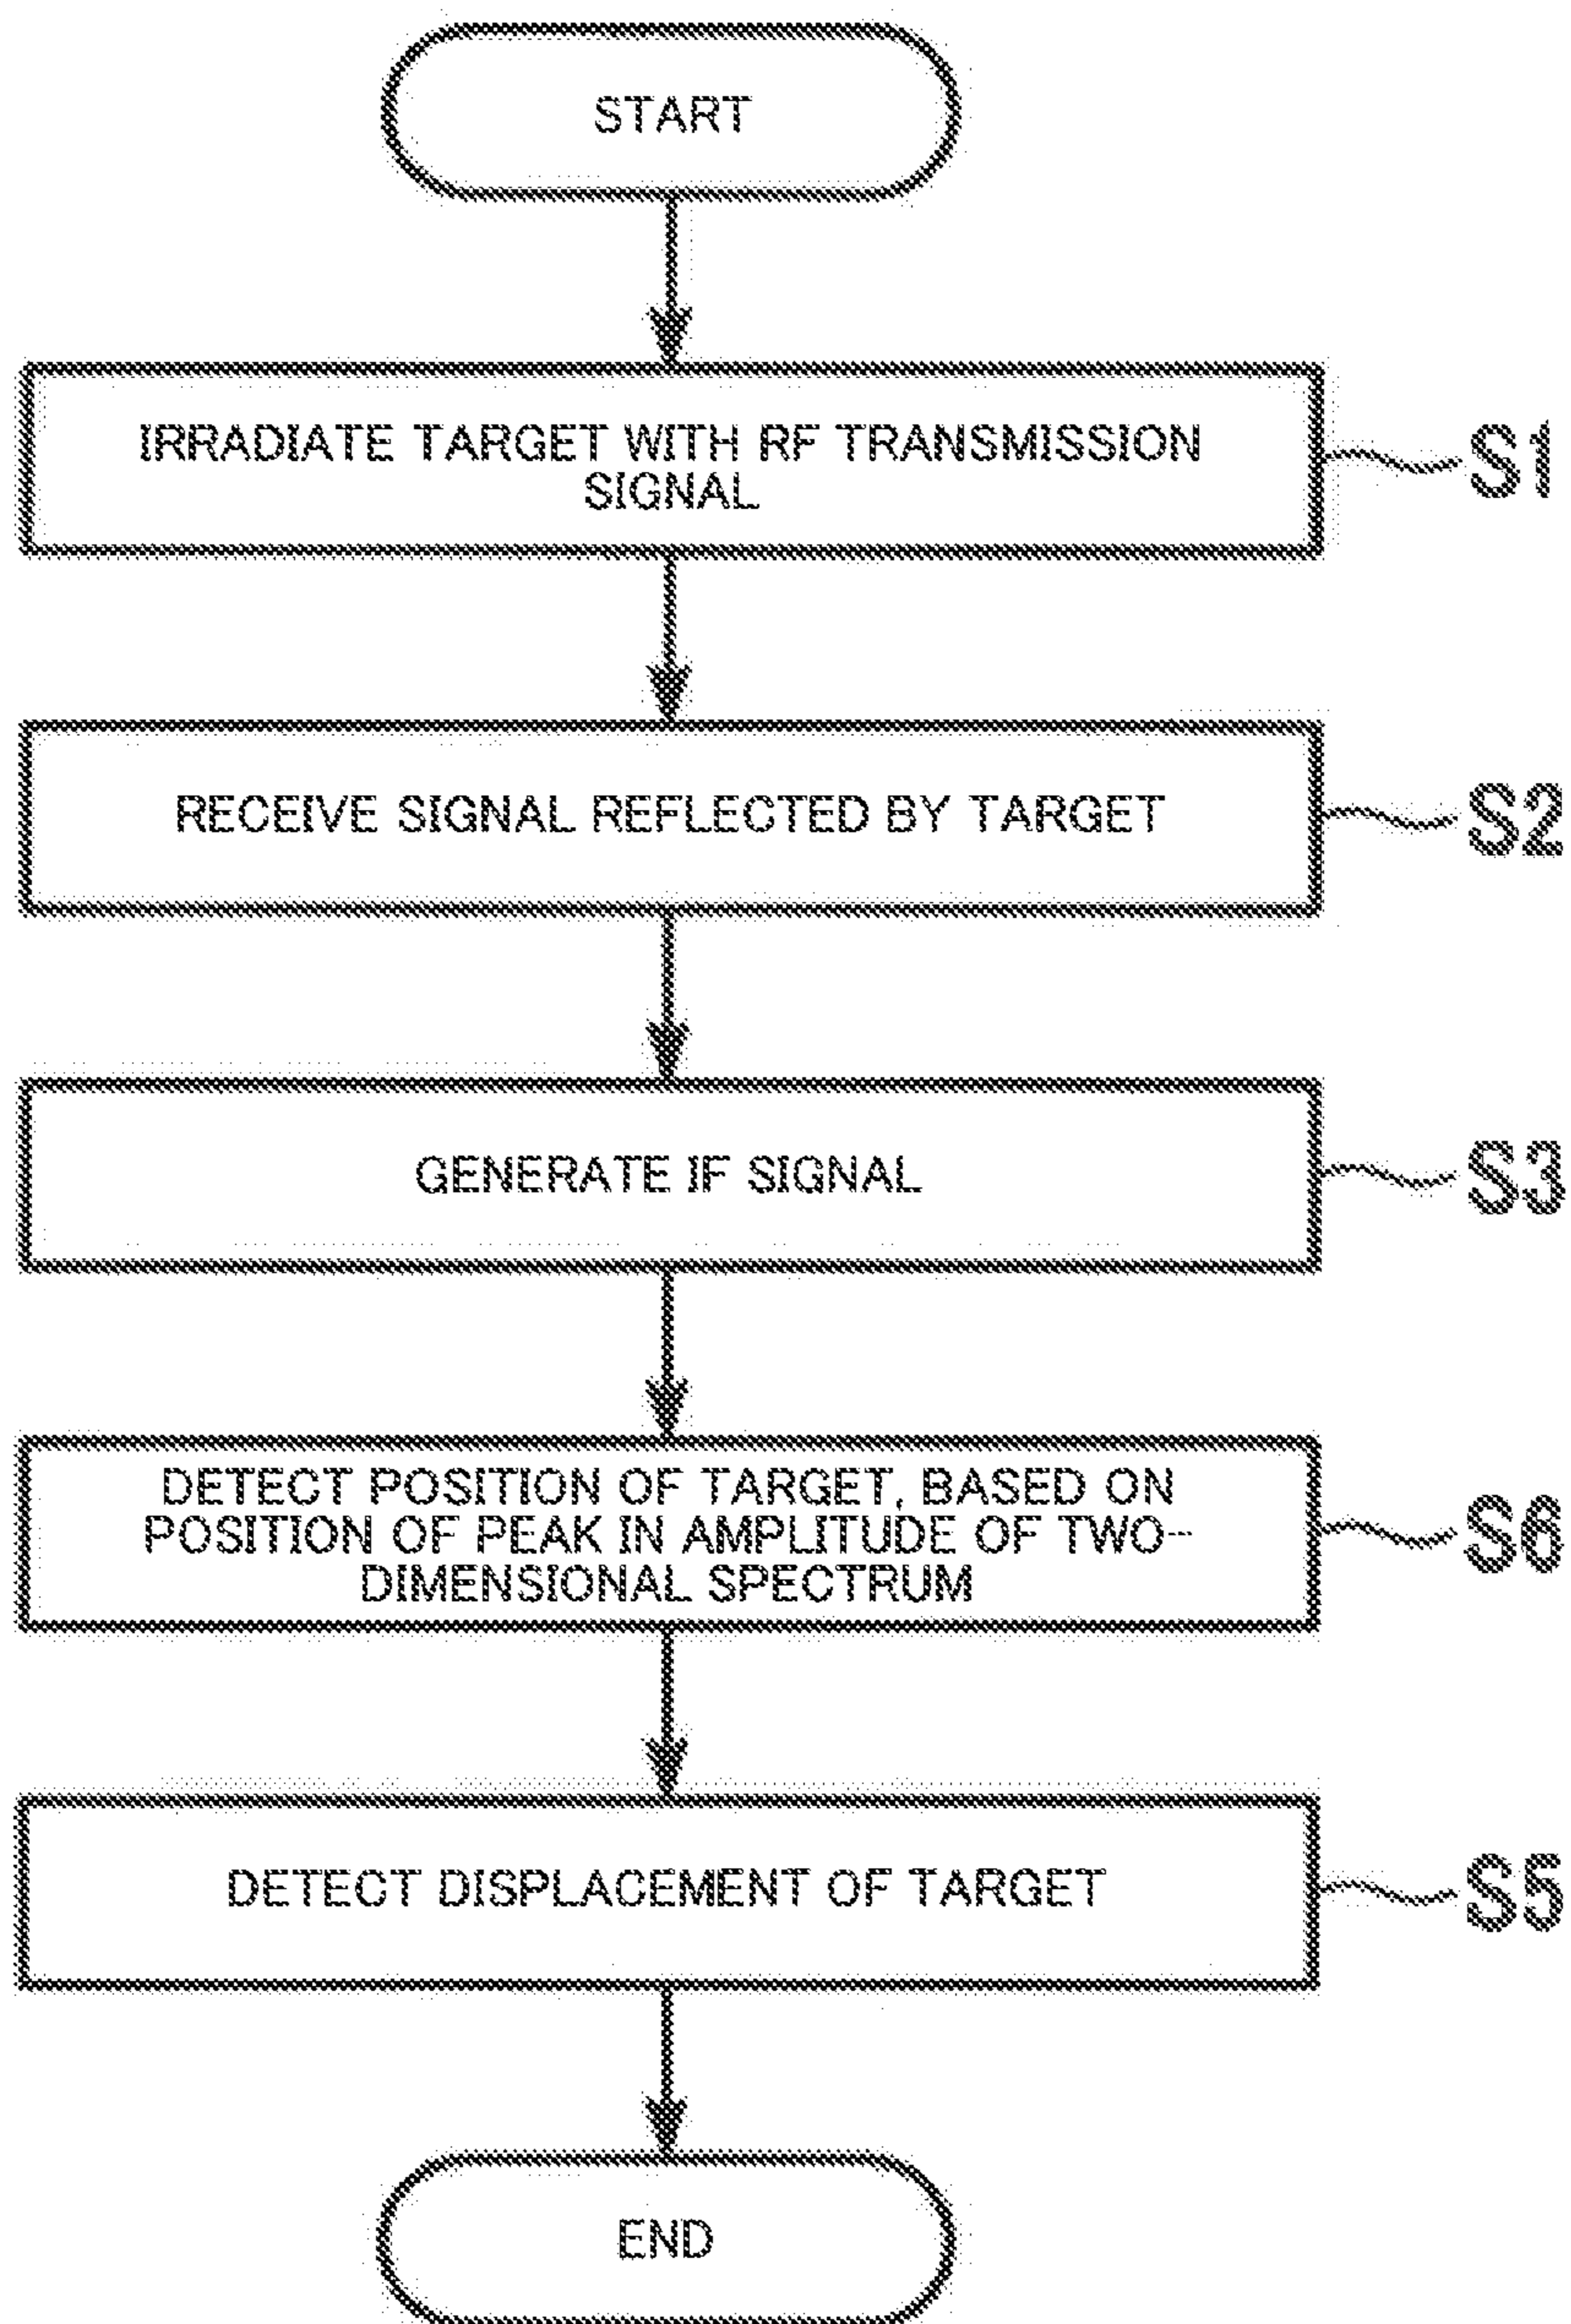 START
IRRADIATE TARGET WITH RF TRANSMISSION
SIGNAL
S1
RECEIVE SIGNAL REFLECTED BY TARGET
S2
GENERATE IF SIGNAL
S3
DETECT POSITION OF TARGET, BASED ON
POSITION OF PEAK IN AMPLITUDE OF TWO-
DIMENSIONAL SPECTRUM
S6
DETECT DISPLACEMENT OF TARGET
S5
END